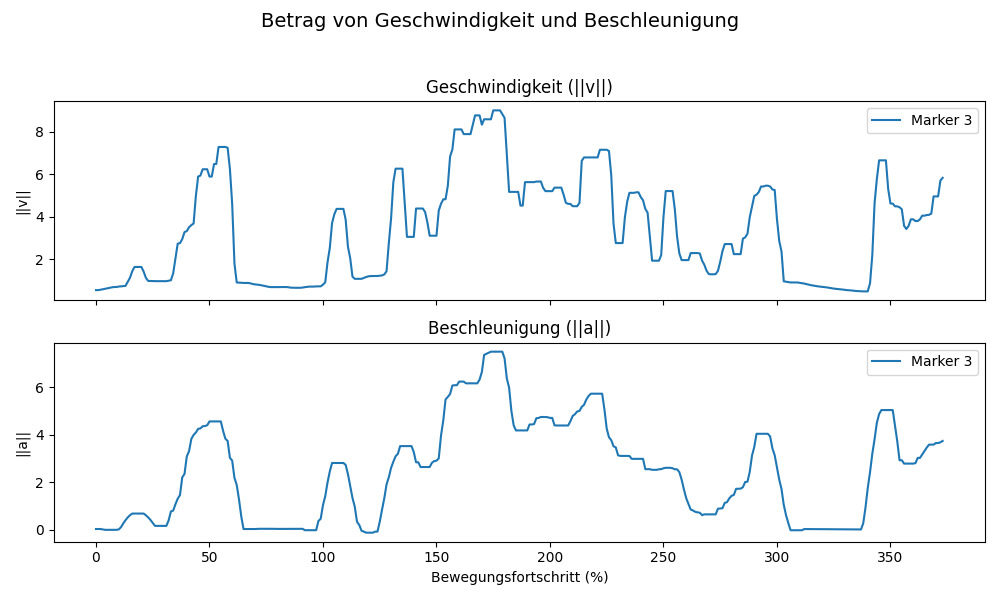 Betrag von Geschwindigkeit und Beschleunigung
Geschwindigkeit (||v||)
Marker 3
||v||
8
6
4
2
Beschleunigung (||a||)
Marker 3
||a||
6
4
2
0
0 50 100 150 200 250 300 350
Bewegungsfortschritt (%)